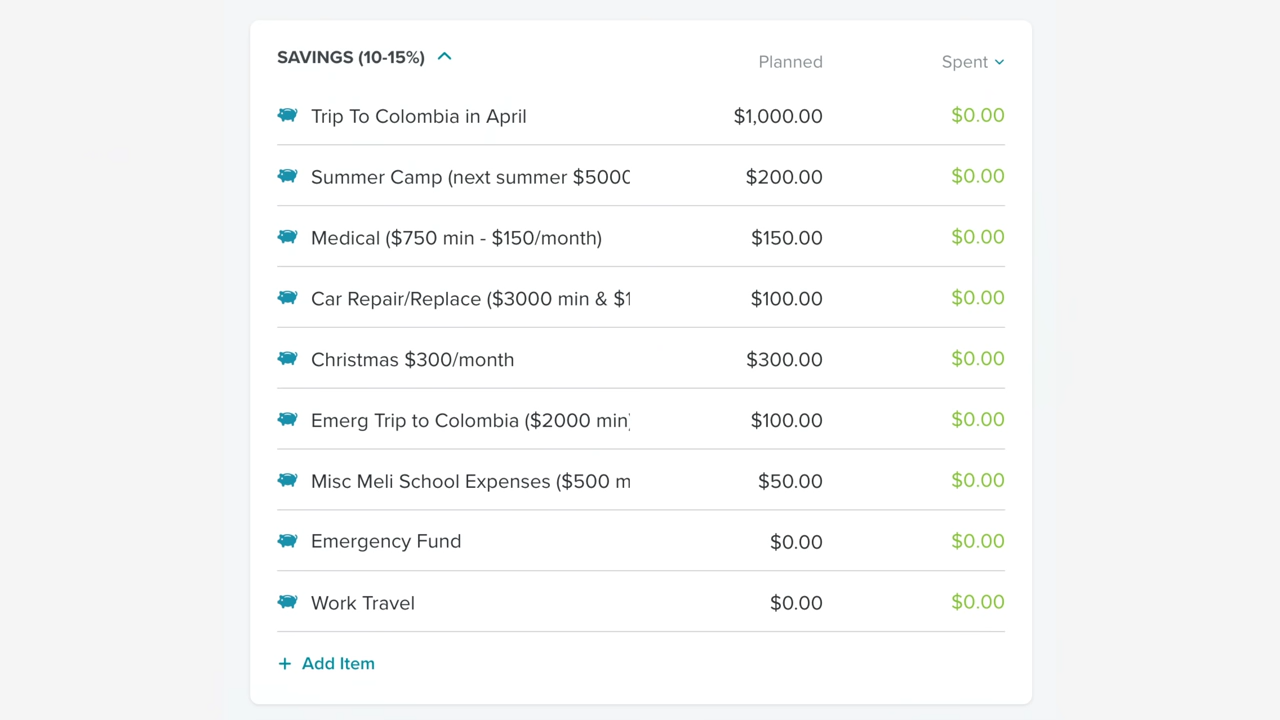 SAVINGS (10-15%) Planned Spent
Trip To Colombia in April $1,000.00 $0.00
Summer Camp (next summer $500 $200.00 $0.00
Medical ($750 min - $150/month) $150.00 $0.00
Car Repair/Replace ($3000 min & $1 $100.00 $0.00
Christmas $300/month $300.00 $0.00
Emerg Trip to Colombia ($2000 min) $100.00 $0.00
Misc Meli School Expenses ($500 m $50.00 $0.00
Emergency Fund $0.00 $0.00
Work Travel $0.00 $0.00
+ Add Item